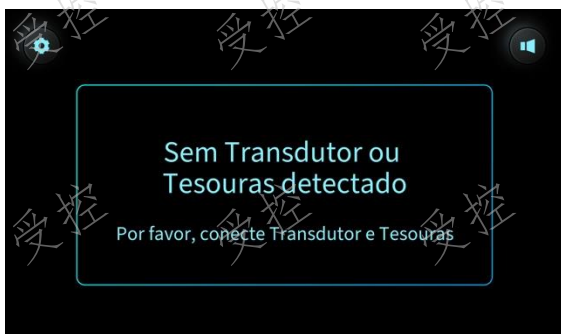 受控 受控 受控
Sem Transdutor ou
Tesouras detectado
受控 受控 受控
Por favor, conecte Transdutor e Tesouras